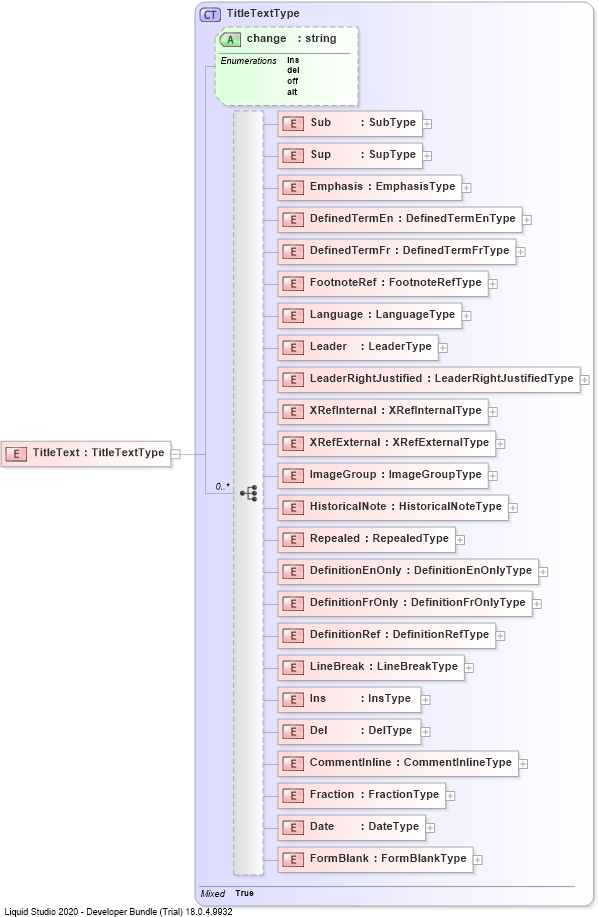 CT TitleTextType
A change : string
Enumerations ins
del
off
alt
E Sub : SubType
E Sup : SupType
E Emphasis : EmphasisType
E DefinedTermEn : DefinedTermEnType
E DefinedTermFr : DefinedTermFrType
E FootnoteRef : FootnoteRefType
E Language : LanguageType
E Leader : LeaderType
E LeaderRightJustified : LeaderRightJustifiedType
E XRefInternal : XRefInternalType
E XRefExternal : XRefExternalType
E TitleText : TitleTextType
E ImageGroup : ImageGroupType
0..*
E HistoricalNote : HistoricalNoteType
E Repealed : RepealedType
E DefinitionEnOnly : DefinitionEnOnlyType
E DefinitionFrOnly : DefinitionFrOnlyType
E DefinitionRef : DefinitionRefType
E LineBreak : LineBreakType
E Ins : InsType
E Del : DelType
E CommentInline : CommentInlineType
E Fraction : FractionType
E Date : DateType
E FormBlank : FormBlankType
Mixed True
Liquid Studio 2020 - Developer Bundle (Trial) 18.0.4.9932